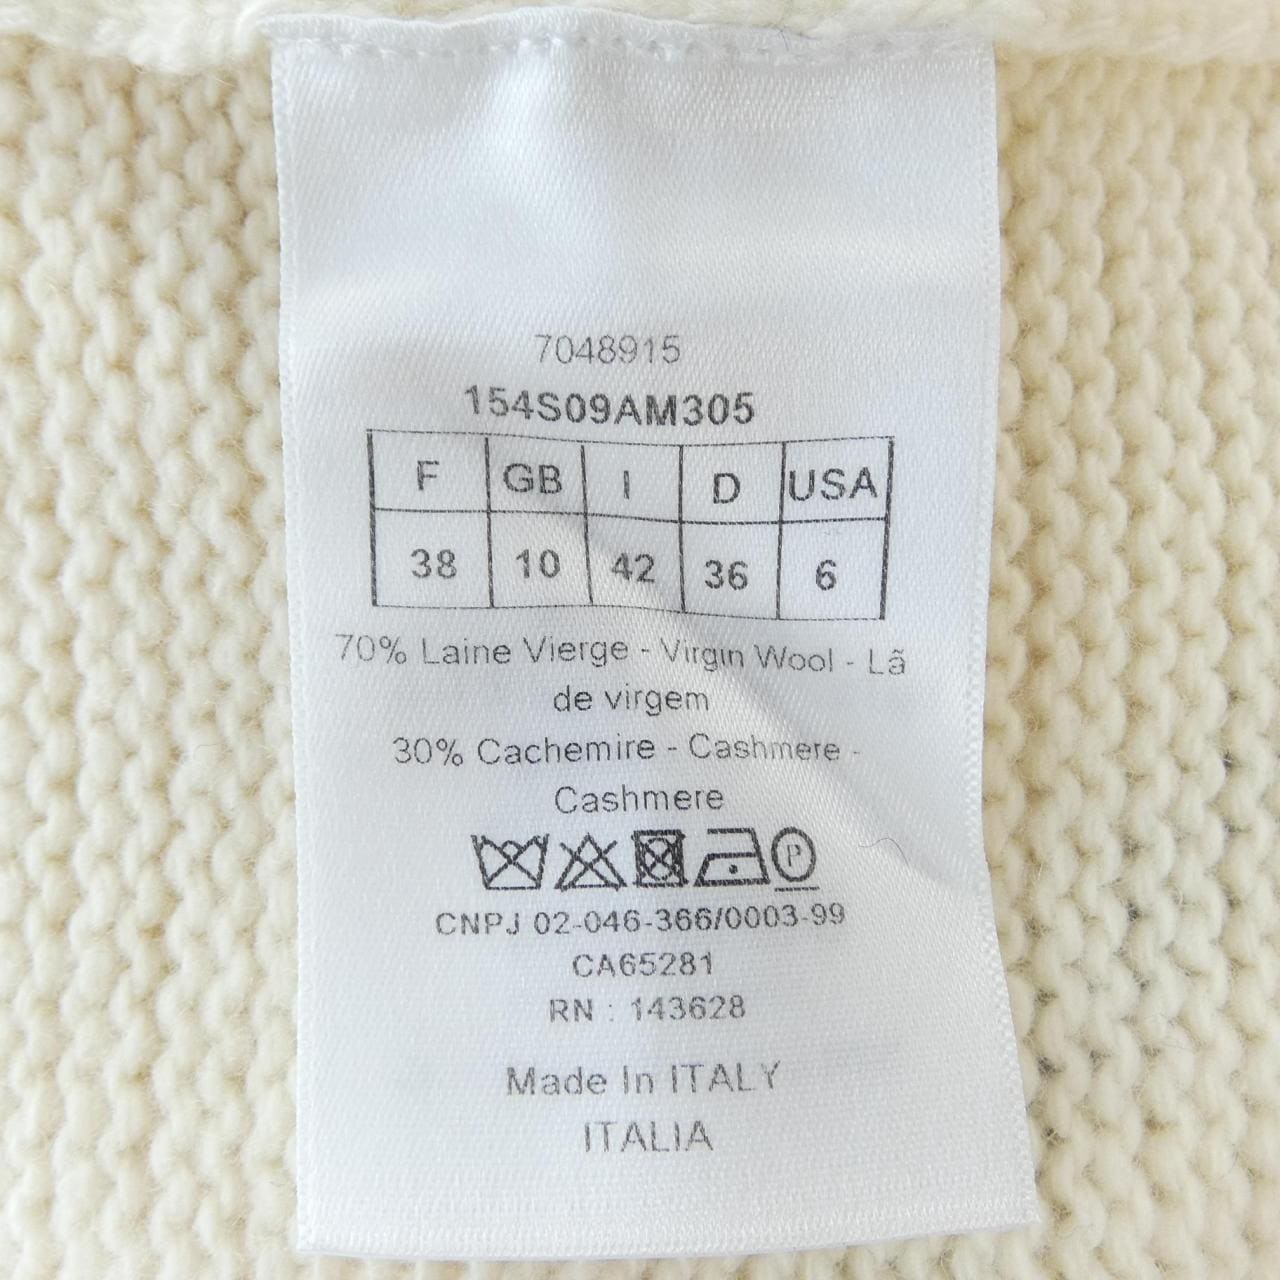 7048915
154S09AM305
F GB I D USA
38 10 42 36 6
70% Laine Vierge - Virgin Wool - Lã
de virgem
30% Cachemire - Cashmere -
Cashmere
P
CNPJ 02-046-366/0003-99
CA65281
RN : 143628
Made In ITALY
ITALIA